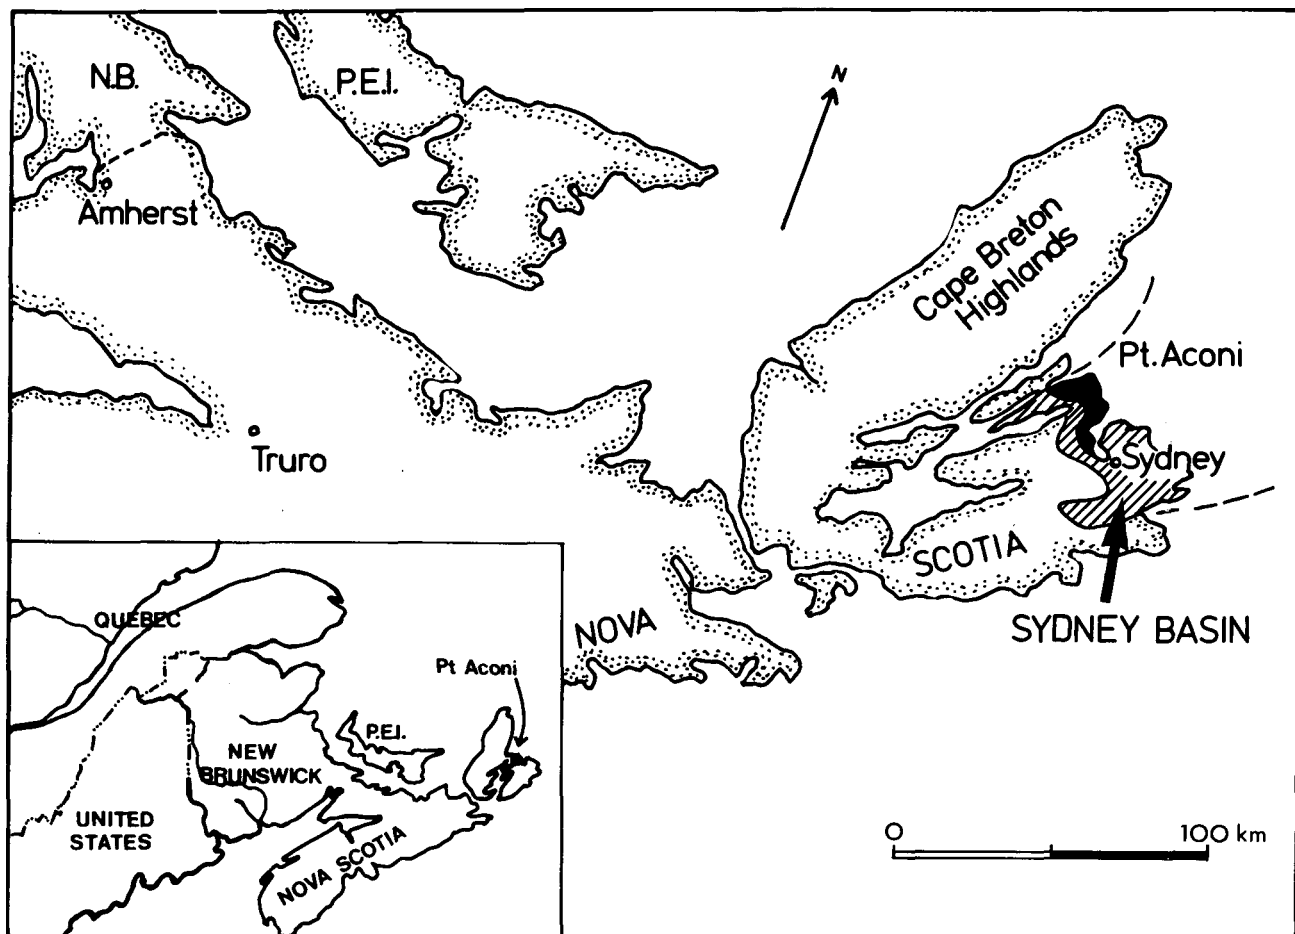 N.B.
P.E.I.
N
Amherst
Cape Breton
Highlands
Pt. Aconi
Truro
Sydney
SCOTIA
NOVA
SYDNEY BASIN
QUEBEC
Pt Aconi
P.E.I.
NEW
BRUNSWICK
UNITED
STATES
NOVA SCOTIA
0 100 km